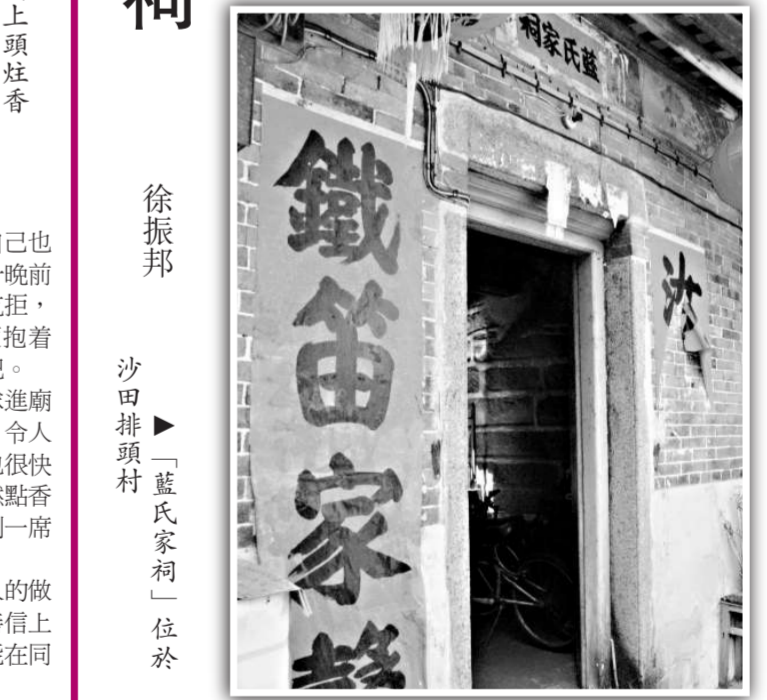 祠
徐振邦
▶「藍氏家祠」位於
沙田排頭村
藍氏家祠
鐵笛家聲
上頭炷香
己也
晚前
拒，
抱着
。
進廟
令人
很快
點香
一席
的做
信上
在同